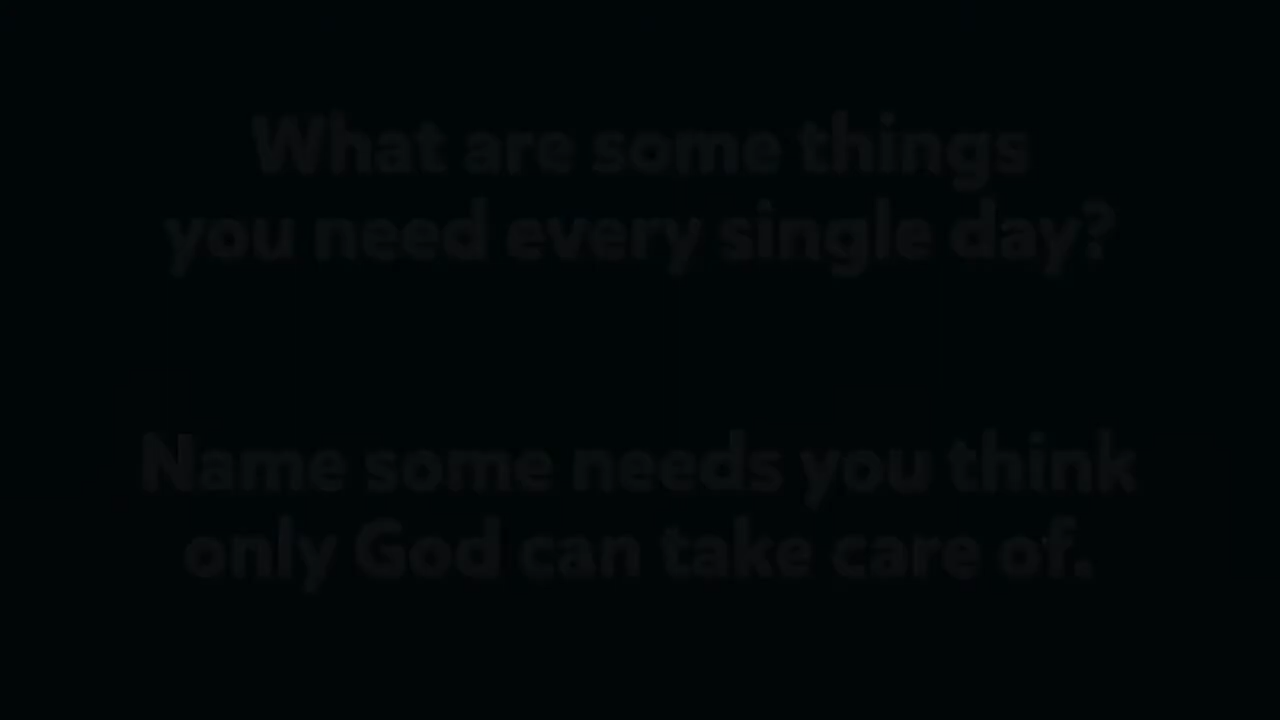 What are some things
you need every single day?
Name some needs you think
only God can take care of.